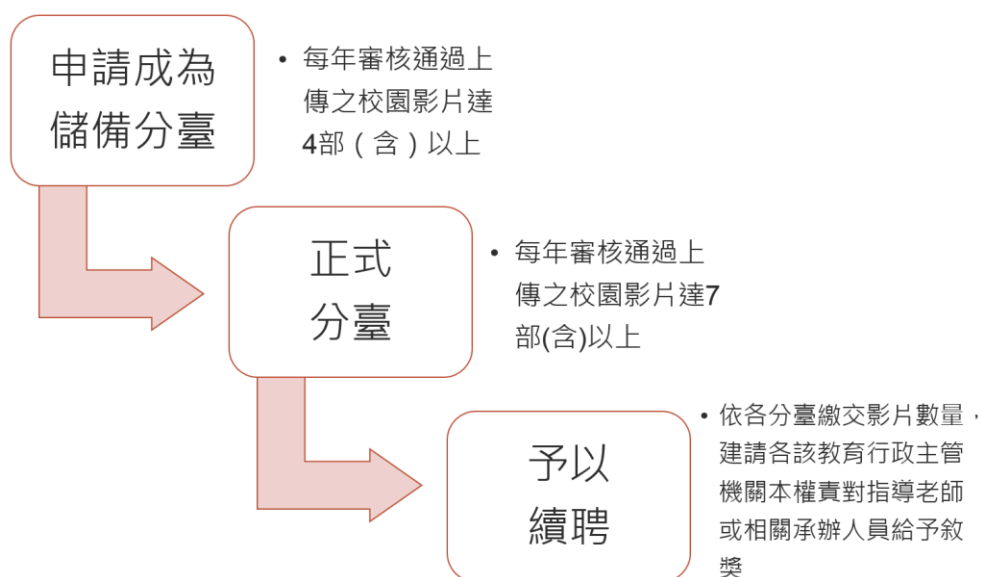 申請成為
儲備分臺
• 每年審核通過上
傳之校園影片達
4部（含）以上
正式
分臺
• 每年審核通過上
傳之校園影片達7
部(含)以上
予以
續聘
• 依各分臺繳交影片數量，
建請各該教育行政主管
機關本權責對指導老師
或相關承辦人員給予敘
獎